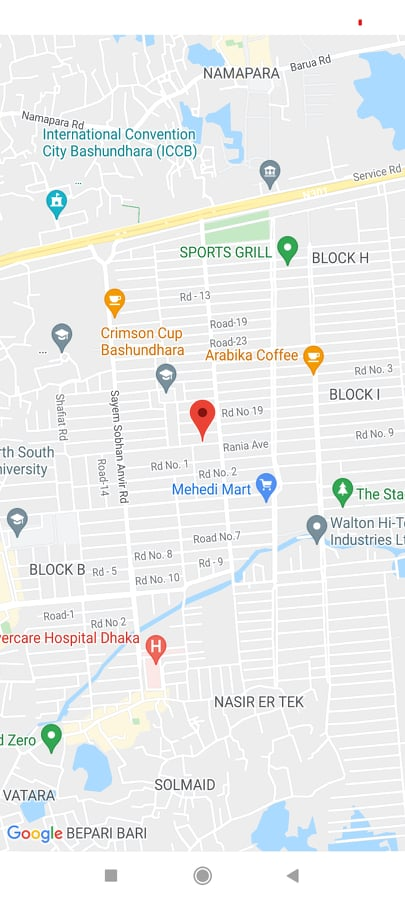 NAMAPARA
Barua Rd
Namapara Rd
International Convention
City Bashundhara (ICCB)
...
Service Rd
N301
SPORTS GRILL
BLOCK H
Rd - 13
Crimson Cup
Bashundhara
Road-19
Road-23
Arabika Coffee
...
Rd No. 3
BLOCK I
Shafiat Rd
Sayem Sobhan Anvir Rd
Rd No 19
Rd No. 9
Rania Ave
rth South
niversity
Road-14
Rd No. 1
Rd No. 2
Mehedi Mart
The Sta
Walton Hi-Te
Industries Lt
Road No.7
Rd No. 8
Rd - 9
BLOCK B
Rd - 5
Rd No. 10
Road-1
Rd No 2
vercare Hospital Dhaka
H
NASIR ER TEK
d Zero
SOLMAID
VATARA
Google
BEPARI BARI